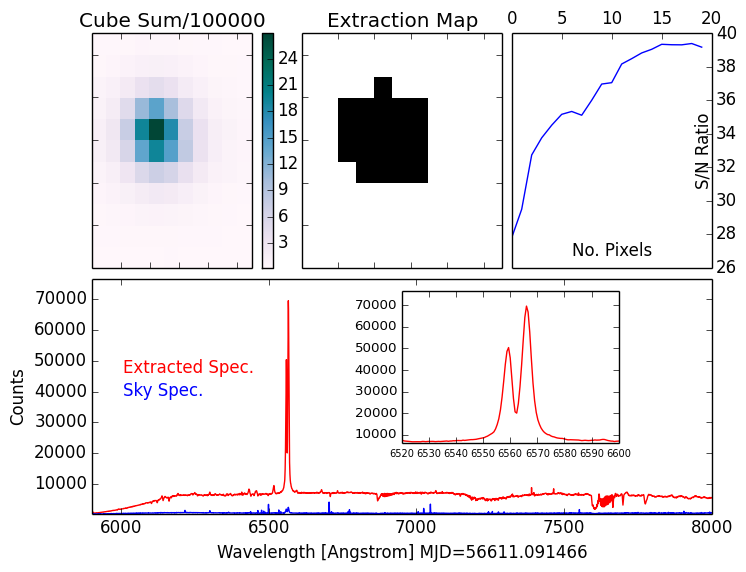 Cube Sum/100000
Extraction Map
0 5 10 15 20
24
21
18
15
12
9
6
3
40
38
36
34
32
30
28
26
S/N Ratio
No. Pixels
70000
60000
50000
40000
30000
20000
10000
Counts
Extracted Spec.
Sky Spec.
70000
60000
50000
40000
30000
20000
10000
6520 6530 6540 6550 6560 6570 6580 6590 6600
6000 6500 7000 7500 8000
Wavelength [Angstrom] MJD=56611.091466